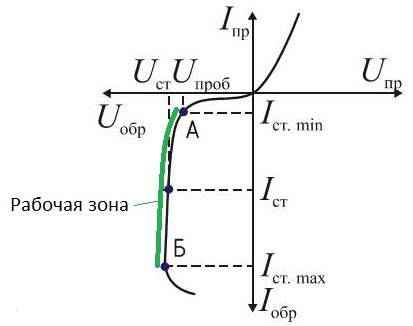 Iпр
Uст Uпроб Uпр
Uобр
А
Iст. min
Iст
Рабочая зона
Б
Iст. max
Iобр